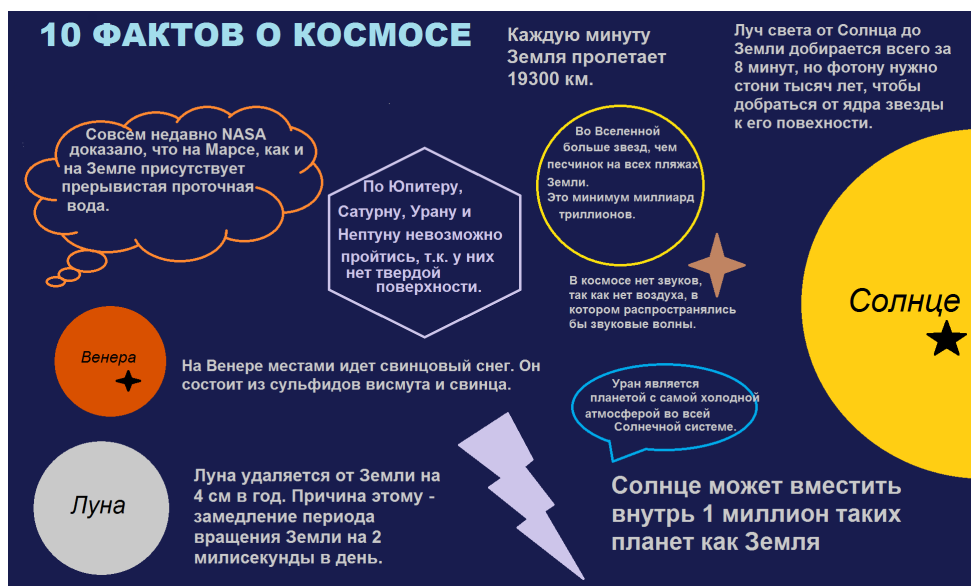 10 ФАКТОВ О КОСМОСЕ
Каждую минуту
Земля пролетает
19300 км.
Луч света от Солнца до
Земли добирается всего за
8 минут, но фотону нужно
стони тысяч лет, чтобы
добраться от ядра звезды
к его повехности.
Совсем недавно NASA
доказало, что на Марсе, как и
на Земле присутствует
прерывистая проточная
вода.
По Юпитеру,
Сатурну, Урану и
Нептуну невозможно
пройтись, т.к. у них
нет твердой
поверхности.
Во Вселенной
больше звезд, чем
песчинок на всех пляжах
Земли.
Это минимум миллиард
триллионов.
В космосе нет звуков,
так как нет воздуха, в
котором распространялись
бы звуковые волны.
Солнце
Венера
На Венере местами идет свинцовый снег. Он
состоит из сульфидов висмута и свинца.
Уран является
планетой с самой холодной
атмосферой во всей
Солнечной системе.
Луна
Луна удаляется от Земли на
4 см в год. Причина этому -
замедление периода
вращения Земли на 2
милисекунды в день.
Солнце может вместить
внутрь 1 миллион таких
планет как Земля